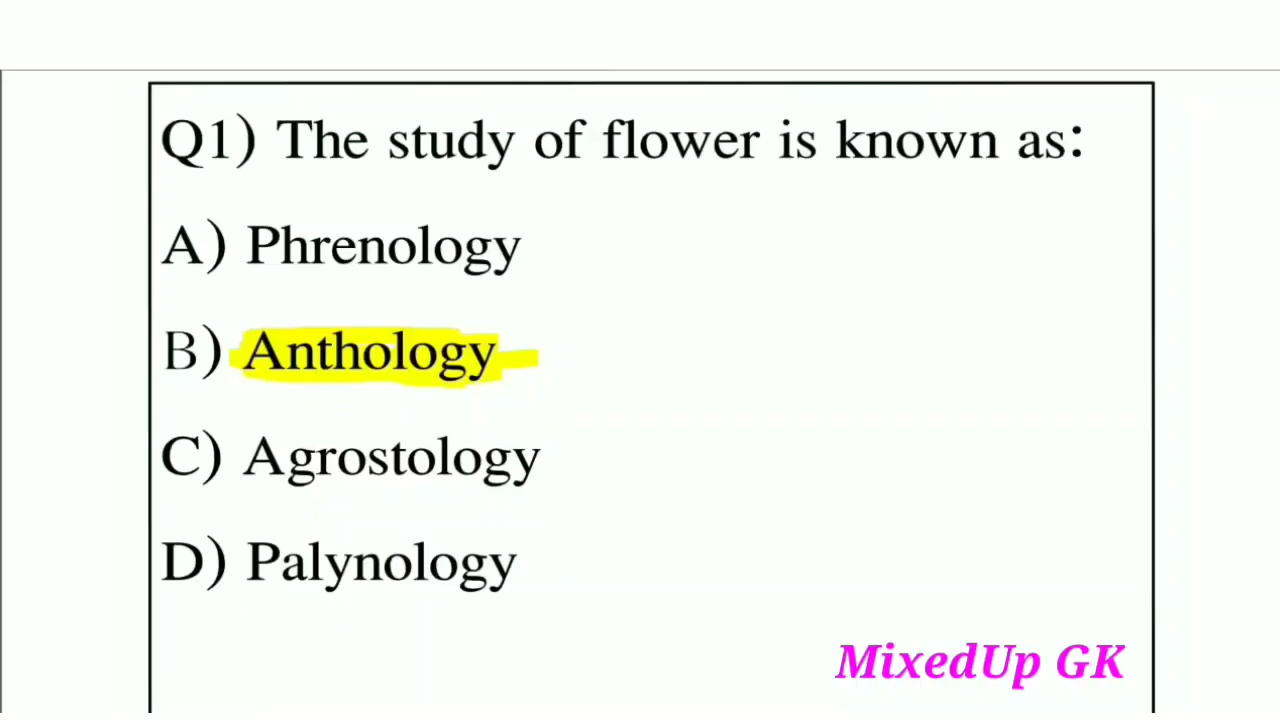 Q1) The study of flower is known as:
A) Phrenology
B) Anthology
C) Agrostology
D) Palynology
MixedUp GK